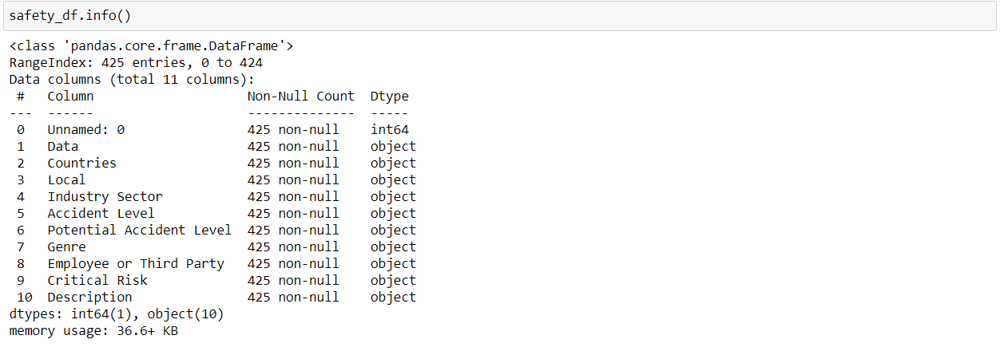 safety_df.info()
<class 'pandas.core.frame.DataFrame'>
RangeIndex: 425 entries, 0 to 424
Data columns (total 11 columns):
 #   Column                    Non-Null Count  Dtype
---  ------                    --------------  -----
 0   Unnamed: 0                425 non-null    int64
 1   Data                      425 non-null    object
 2   Countries                 425 non-null    object
 3   Local                     425 non-null    object
 4   Industry Sector           425 non-null    object
 5   Accident Level            425 non-null    object
 6   Potential Accident Level  425 non-null    object
 7   Genre                     425 non-null    object
 8   Employee or Third Party   425 non-null    object
 9   Critical Risk             425 non-null    object
 10  Description               425 non-null    object
dtypes: int64(1), object(10)
memory usage: 36.6+ KB